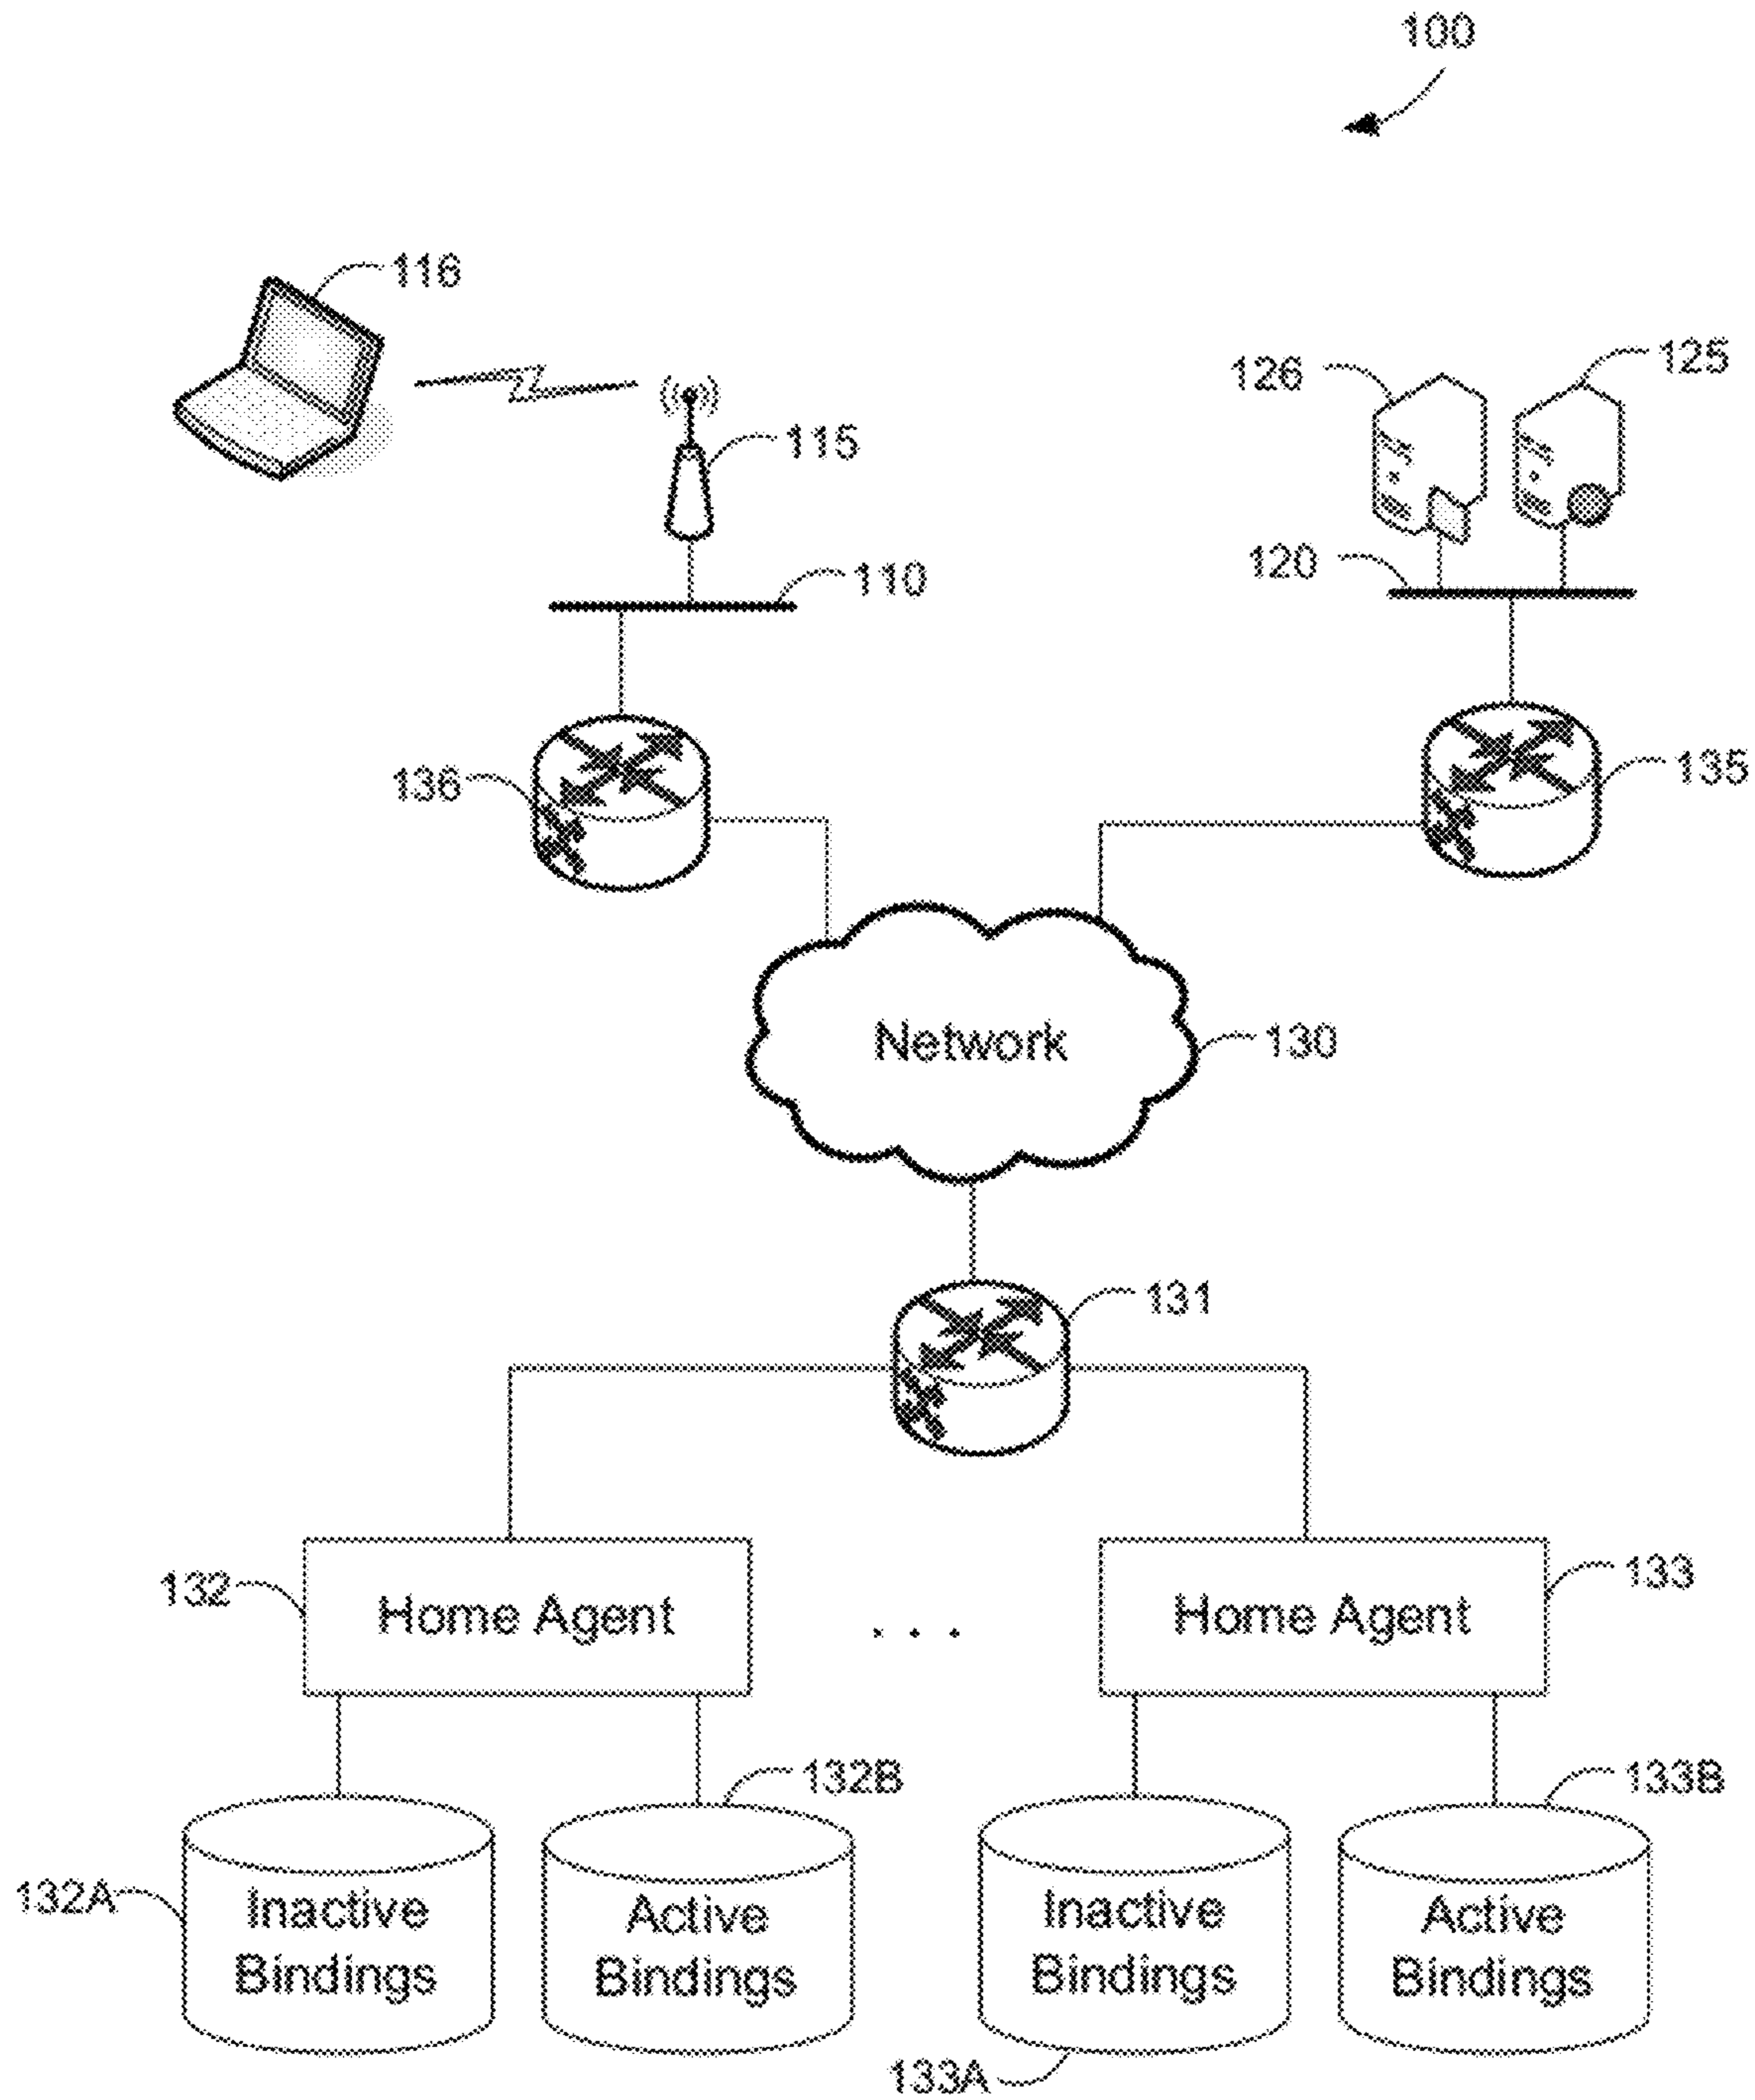 100
116
126
125
115
110
120
136
135
Network
130
131
132
Home Agent
. . .
Home Agent
133
132B
133B
132A
Inactive
Bindings
Active
Bindings
Inactive
Bindings
Active
Bindings
133A